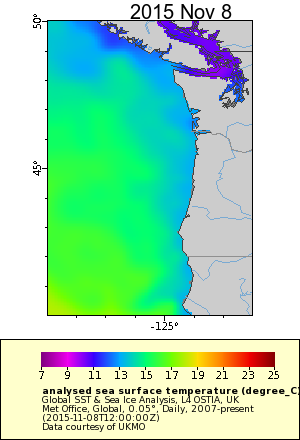 2015 Nov 8
50°
45°
-125°
7 9 11 13 15 17 19 21 23 25
analysed sea surface temperature (degree_C)
Global SST & Sea Ice Analysis, L4 OSTIA, UK
Met Office, Global, 0.05°, Daily, 2007-present
(2015-11-08T12:00:00Z)
Data courtesy of UKMO